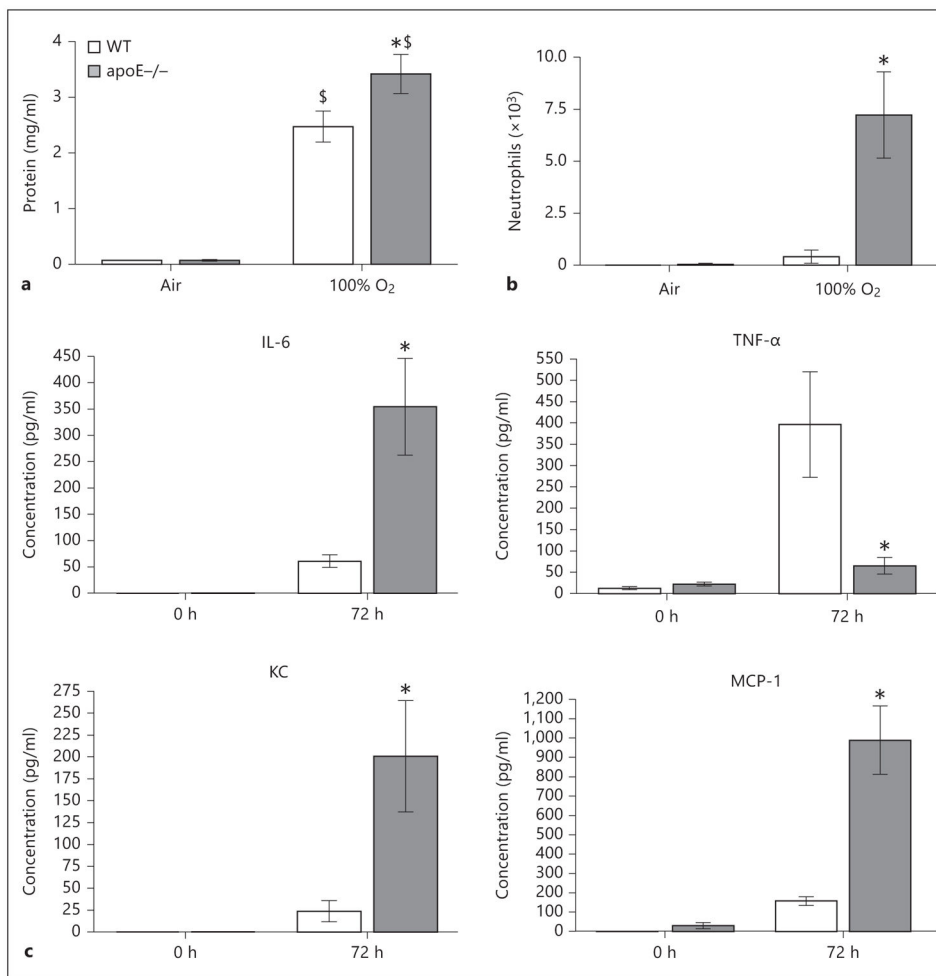 WT
apoE–/–
4
3
2
1
0
Protein (mg/ml)
$
*$
Air
100% O2
a
10.0
7.5
5.0
2.5
0
Neutrophils (×10³)
*
Air
100% O2
b
IL-6
450
400
350
300
250
200
150
100
50
0
Concentration (pg/ml)
*
0 h
72 h
TNF-α
550
500
450
400
350
300
250
200
150
100
50
0
Concentration (pg/ml)
*
0 h
72 h
KC
275
250
225
200
175
150
125
100
75
50
25
0
Concentration (pg/ml)
*
0 h
72 h
c
MCP-1
1,200
1,100
1,000
900
800
700
600
500
400
300
200
100
0
Concentration (pg/ml)
*
0 h
72 h